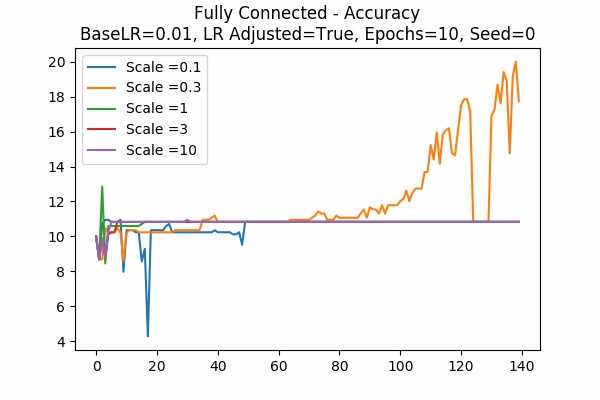 Fully Connected - Accuracy
BaseLR=0.01, LR Adjusted=True, Epochs=10, Seed=0
Scale =0.1
Scale =0.3
Scale =1
Scale =3
Scale =10
20
18
16
14
12
10
8
6
4
0 20 40 60 80 100 120 140